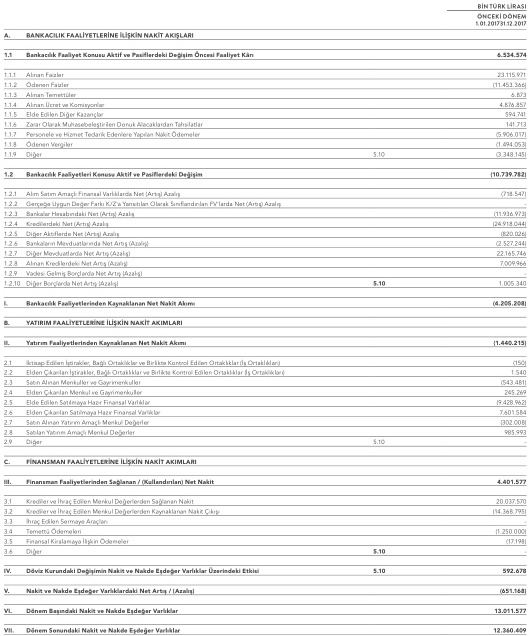 BİN TÜRK LİRASI
ÖNCEKİ DÖNEM
1.01.201731.12.2017
A. BANKACILIK FAALİYETLERİNE İLİŞKİN NAKİT AKIŞLARI
1.1 Bankacılık Faaliyet Konusu Aktif ve Pasiflerdeki Değişim Öncesi Faaliyet Kârı 6.534.574
1.1.1 Alınan Faizler 23.115.971
1.1.2 Ödenen Faizler (11.453.366)
1.1.3 Alınan Temettüler 6.873
1.1.4 Alınan Ücret ve Komisyonlar 4.876.857
1.1.5 Elde Edilen Diğer Kazançlar 594.741
1.1.6 Zarar Olarak Muhasebeleştirilen Donuk Alacaklardan Tahsilatlar 141.713
1.1.7 Personele ve Hizmet Tedarik Edenlere Yapılan Nakit Ödemeler (5.906.017)
1.1.8 Ödenen Vergiler (1.494.053)
1.1.9 Diğer 5.10 (3.348.145)
1.2 Bankacılık Faaliyetleri Konusu Aktif ve Pasiflerdeki Değişim (10.739.782)
1.2.1 Alım Satım Amaçlı Finansal Varlıklarda Net (Artış) Azalış (718.547)
1.2.2 Gerçeğe Uygun Değer Farkı K/Z'a Yansıtılan Olarak Sınıflandırılan FV'larda Net (Artış) Azalış -
1.2.3 Bankalar Hesabındaki Net (Artış) Azalış (11.936.973)
1.2.4 Kredilerdeki Net (Artış) Azalış (24.918.044)
1.2.5 Diğer Aktiflerde Net (Artış) Azalış (820.026)
1.2.6 Bankaların Mevduatlarında Net Artış (Azalış) (2.527.244)
1.2.7 Diğer Mevduatlarda Net Artış (Azalış) 22.165.746
1.2.8 Alınan Kredilerdeki Net Artış (Azalış) 7.009.966
1.2.9 Vadesi Gelmiş Borçlarda Net Artış (Azalış) -
1.2.10 Diğer Borçlarda Net Artış (Azalış) 5.10 1.005.340
I. Bankacılık Faaliyetlerinden Kaynaklanan Net Nakit Akımı (4.205.208)
B. YATIRIM FAALİYETLERİNE İLİŞKİN NAKİT AKIMLARI
II. Yatırım Faaliyetlerinden Kaynaklanan Net Nakit Akımı (1.440.215)
2.1 İktisap Edilen İştirakler, Bağlı Ortaklıklar ve Birlikte Kontrol Edilen Ortaklıklar (İş Ortaklıkları) (150)
2.2 Elden Çıkarılan İştirakler, Bağlı Ortaklıklar ve Birlikte Kontrol Edilen Ortaklıklar (İş Ortaklıkları) 1.540
2.3 Satın Alınan Menkuller ve Gayrimenkuller (543.481)
2.4 Elden Çıkarılan Menkul ve Gayrimenkuller 245.269
2.5 Elde Edilen Satılmaya Hazır Finansal Varlıklar (9.428.962)
2.6 Elden Çıkarılan Satılmaya Hazır Finansal Varlıklar 7.601.584
2.7 Satın Alınan Yatırım Amaçlı Menkul Değerler (302.008)
2.8 Satılan Yatırım Amaçlı Menkul Değerler 985.993
2.9 Diğer 5.10 -
C. FİNANSMAN FAALİYETLERİNE İLİŞKİN NAKİT AKIMLARI
III. Finansman Faaliyetlerinden Sağlanan / (Kullandırılan) Net Nakit 4.401.577
3.1 Krediler ve İhraç Edilen Menkul Değerlerden Sağlanan Nakit 20.037.570
3.2 Krediler ve İhraç Edilen Menkul Değerlerden Kaynaklanan Nakit Çıkışı (14.368.795)
3.3 İhraç Edilen Sermaye Araçları -
3.4 Temettü Ödemeleri (1.250.000)
3.5 Finansal Kiralamaya İlişkin Ödemeler (17.198)
3.6 Diğer 5.10 -
IV. Döviz Kurundaki Değişimin Nakit ve Nakde Eşdeğer Varlıklar Üzerindeki Etkisi 5.10 592.678
V. Nakit ve Nakde Eşdeğer Varlıklardaki Net Artış / (Azalış) (651.168)
VI. Dönem Başındaki Nakit ve Nakde Eşdeğer Varlıklar 13.011.577
VII. Dönem Sonundaki Nakit ve Nakde Eşdeğer Varlıklar 12.360.409